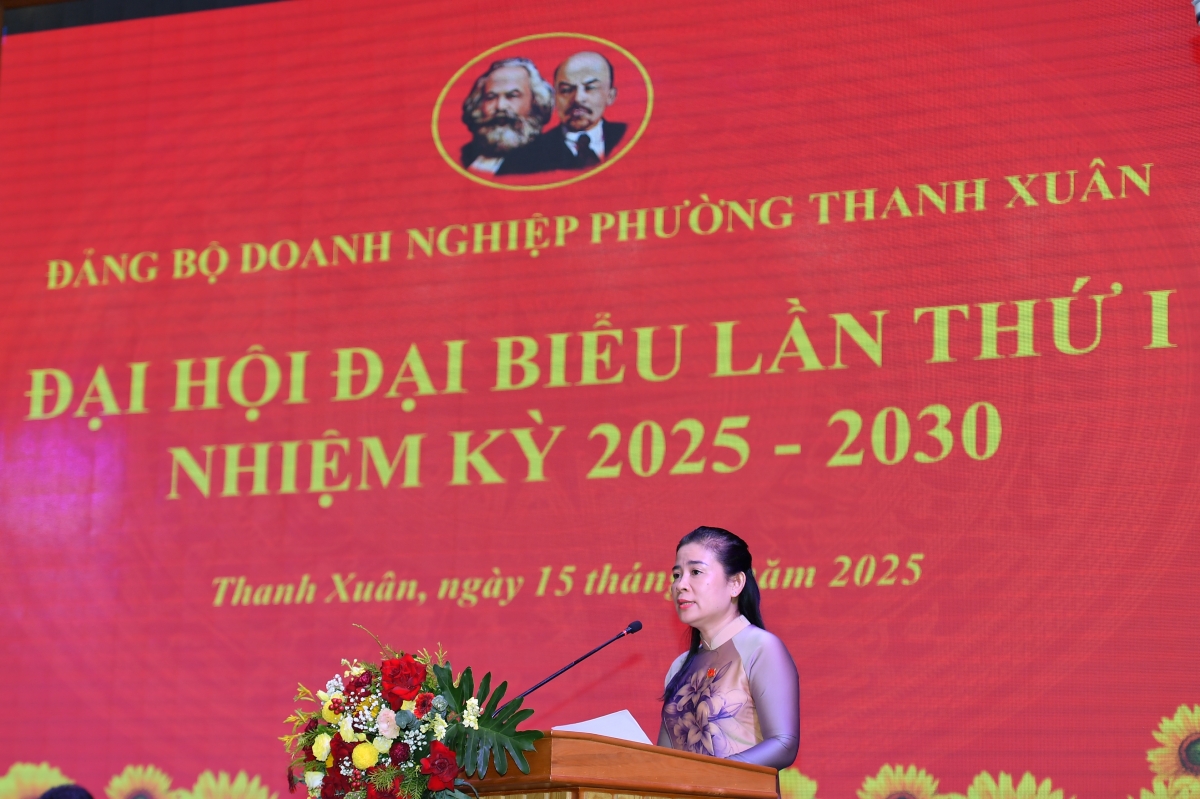 ĐẢNG BỘ DOANH NGHIỆP PHƯỜNG THANH XUÂN
ĐẠI HỘI ĐẠI BIỂU LẦN THỨ I
NHIỆM KỲ 2025 - 2030
Thanh Xuân, ngày 15 tháng năm 2025